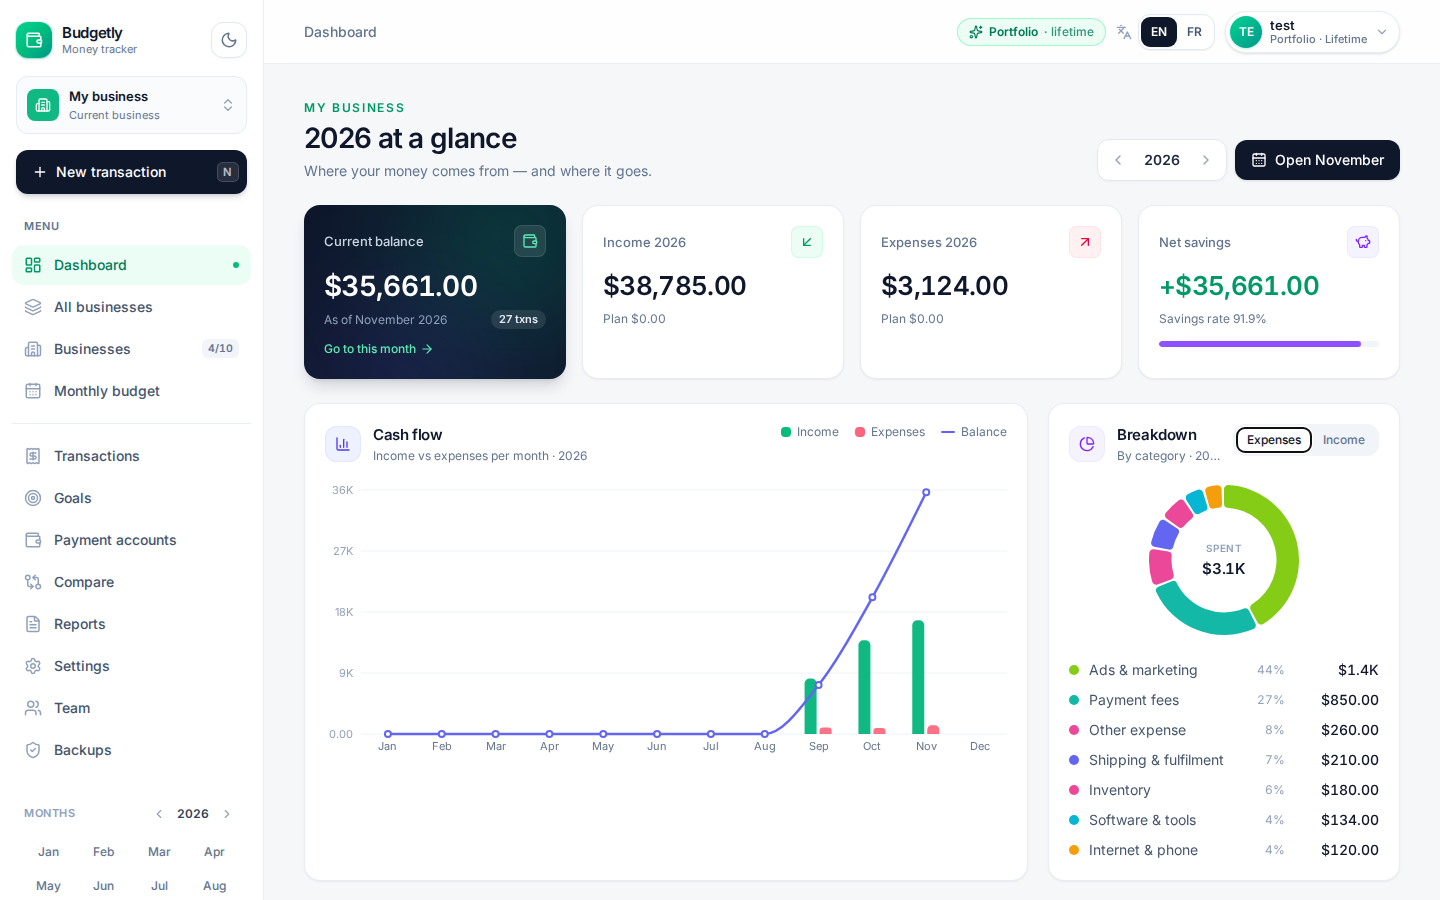 Budgetly
Money tracker
My business
Current business
New transaction N
MENU
Dashboard
All businesses
Businesses 4/10
Monthly budget
Transactions
Goals
Payment accounts
Compare
Reports
Settings
Team
Backups
MONTHS 2026
Jan Feb Mar Apr
May Jun Jul Aug
Dashboard
Portfolio · lifetime
EN FR
TE
test
Portfolio · Lifetime
MY BUSINESS
2026 at a glance
Where your money comes from — and where it goes.
2026
Open November
Current balance
$35,661.00
As of November 2026 27 txns
Go to this month →
Income 2026
$38,785.00
Plan $0.00
Expenses 2026
$3,124.00
Plan $0.00
Net savings
+$35,661.00
Savings rate 91.9%
Cash flow
Income vs expenses per month · 2026
Income Expenses Balance
36K
27K
18K
9K
0.00
Jan Feb Mar Apr May Jun Jul Aug Sep Oct Nov Dec
Breakdown
By category · 20...
Expenses Income
SPENT
$3.1K
Ads & marketing 44% $1.4K
Payment fees 27% $850.00
Other expense 8% $260.00
Shipping & fulfilment 7% $210.00
Inventory 6% $180.00
Software & tools 4% $134.00
Internet & phone 4% $120.00